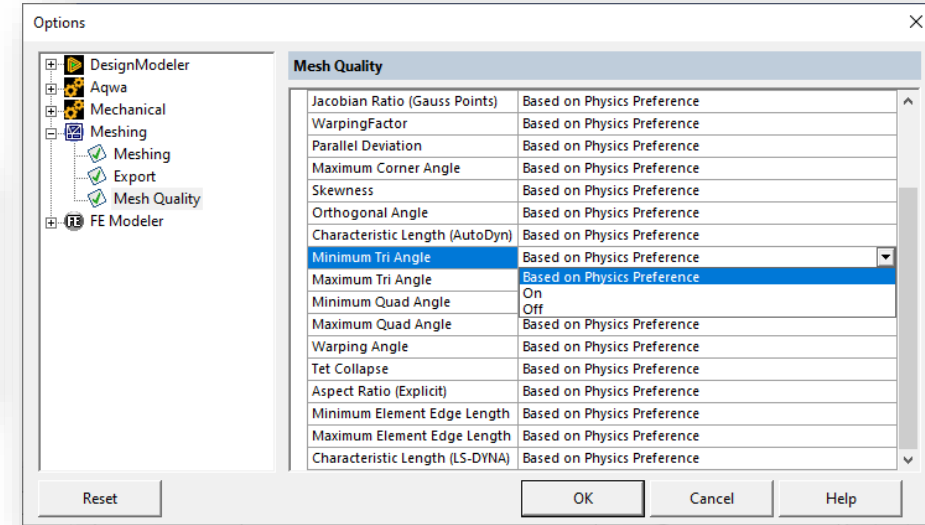 Options
DesignModeler
Aqwa
Mechanical
Meshing
Meshing
Export
Mesh Quality
FE Modeler
Mesh Quality
Jacobian Ratio (Gauss Points) Based on Physics Preference
WarpingFactor Based on Physics Preference
Parallel Deviation Based on Physics Preference
Maximum Corner Angle Based on Physics Preference
Skewness Based on Physics Preference
Orthogonal Angle Based on Physics Preference
Characteristic Length (AutoDyn) Based on Physics Preference
Minimum Tri Angle Based on Physics Preference
Maximum Tri Angle Based on Physics Preference
Minimum Quad Angle On
Off
Maximum Quad Angle Based on Physics Preference
Warping Angle Based on Physics Preference
Tet Collapse Based on Physics Preference
Aspect Ratio (Explicit) Based on Physics Preference
Minimum Element Edge Length Based on Physics Preference
Maximum Element Edge Length Based on Physics Preference
Characteristic Length (LS-DYNA) Based on Physics Preference
Reset OK Cancel Help